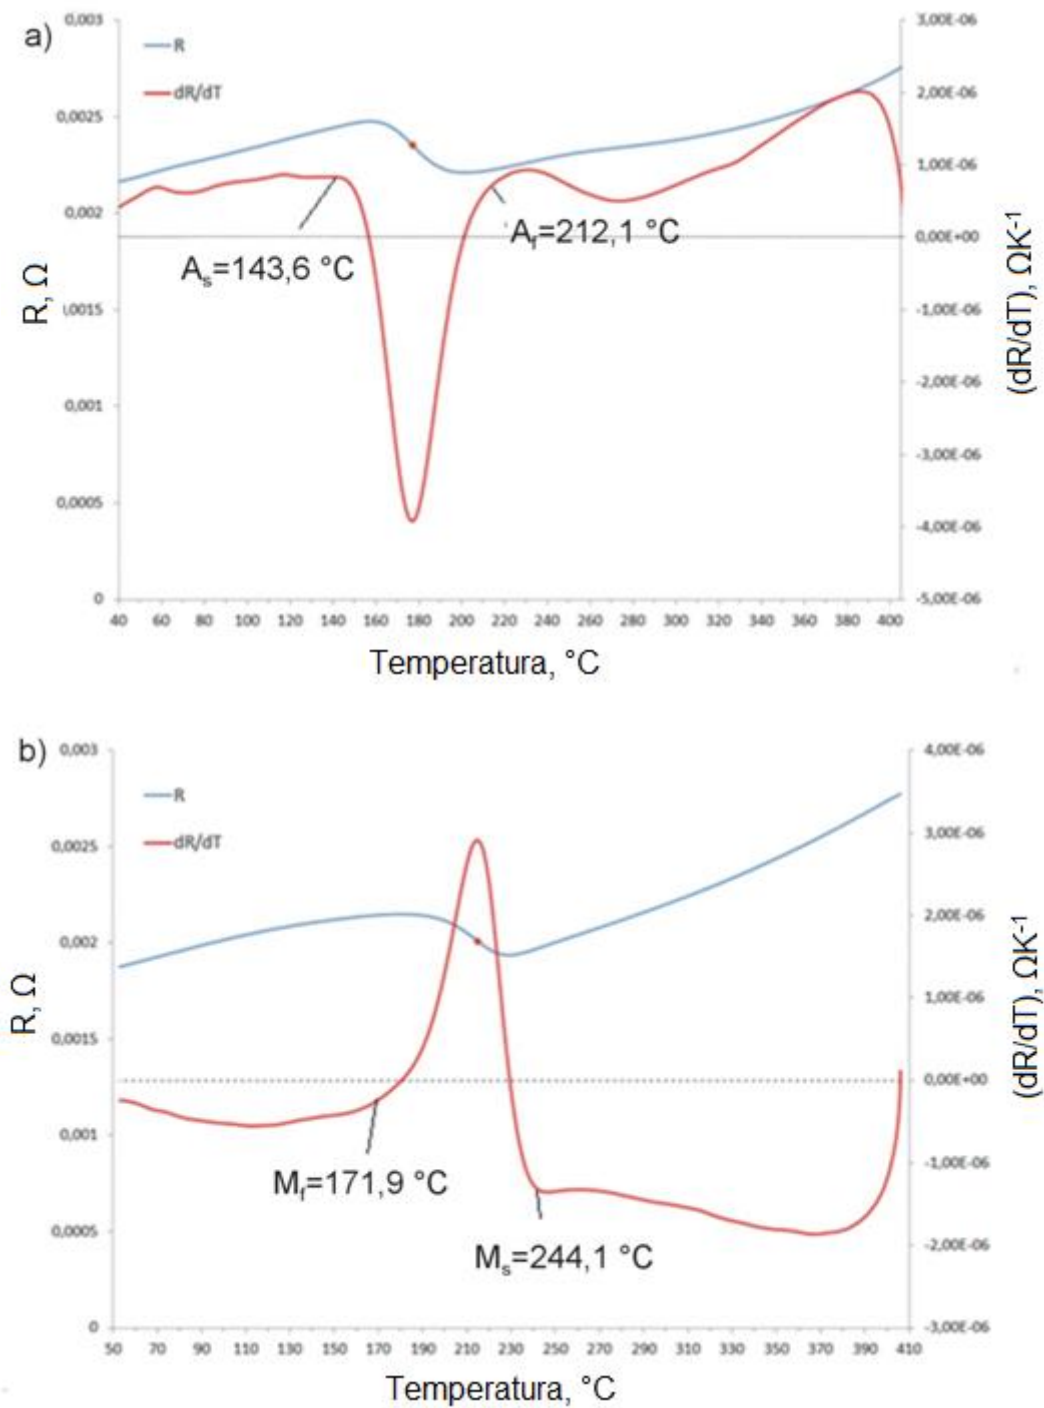 a)
0,003
3,00E-06
R
dR/dT
0,0025
2,00E-06
1,00E-06
0,002
0,00E+00
As=143,6 °C
Af=212,1 °C
R, Ω
(dR/dT), ΩK-1
,0015
-1,00E-06
0,001
-2,00E-06
-3,00E-06
0,0005
-4,00E-06
0
-5,00E-06
40 60 80 100 120 140 160 180 200 220 240 260 280 300 320 340 360 380 400
Temperatura, °C
b)
0,003
4,00E-06
R
dR/dT
0,0025
3,00E-06
0,002
2,00E-06
R, Ω
(dR/dT), ΩK-1
1,00E-06
0,0015
0,00E+00
0,001
Mf=171,9 °C
-1,00E-06
Ms=244,1 °C
0,0005
-2,00E-06
0
-3,00E-06
50 70 90 110 130 150 170 190 210 230 250 270 290 310 330 350 370 390 410
Temperatura, °C